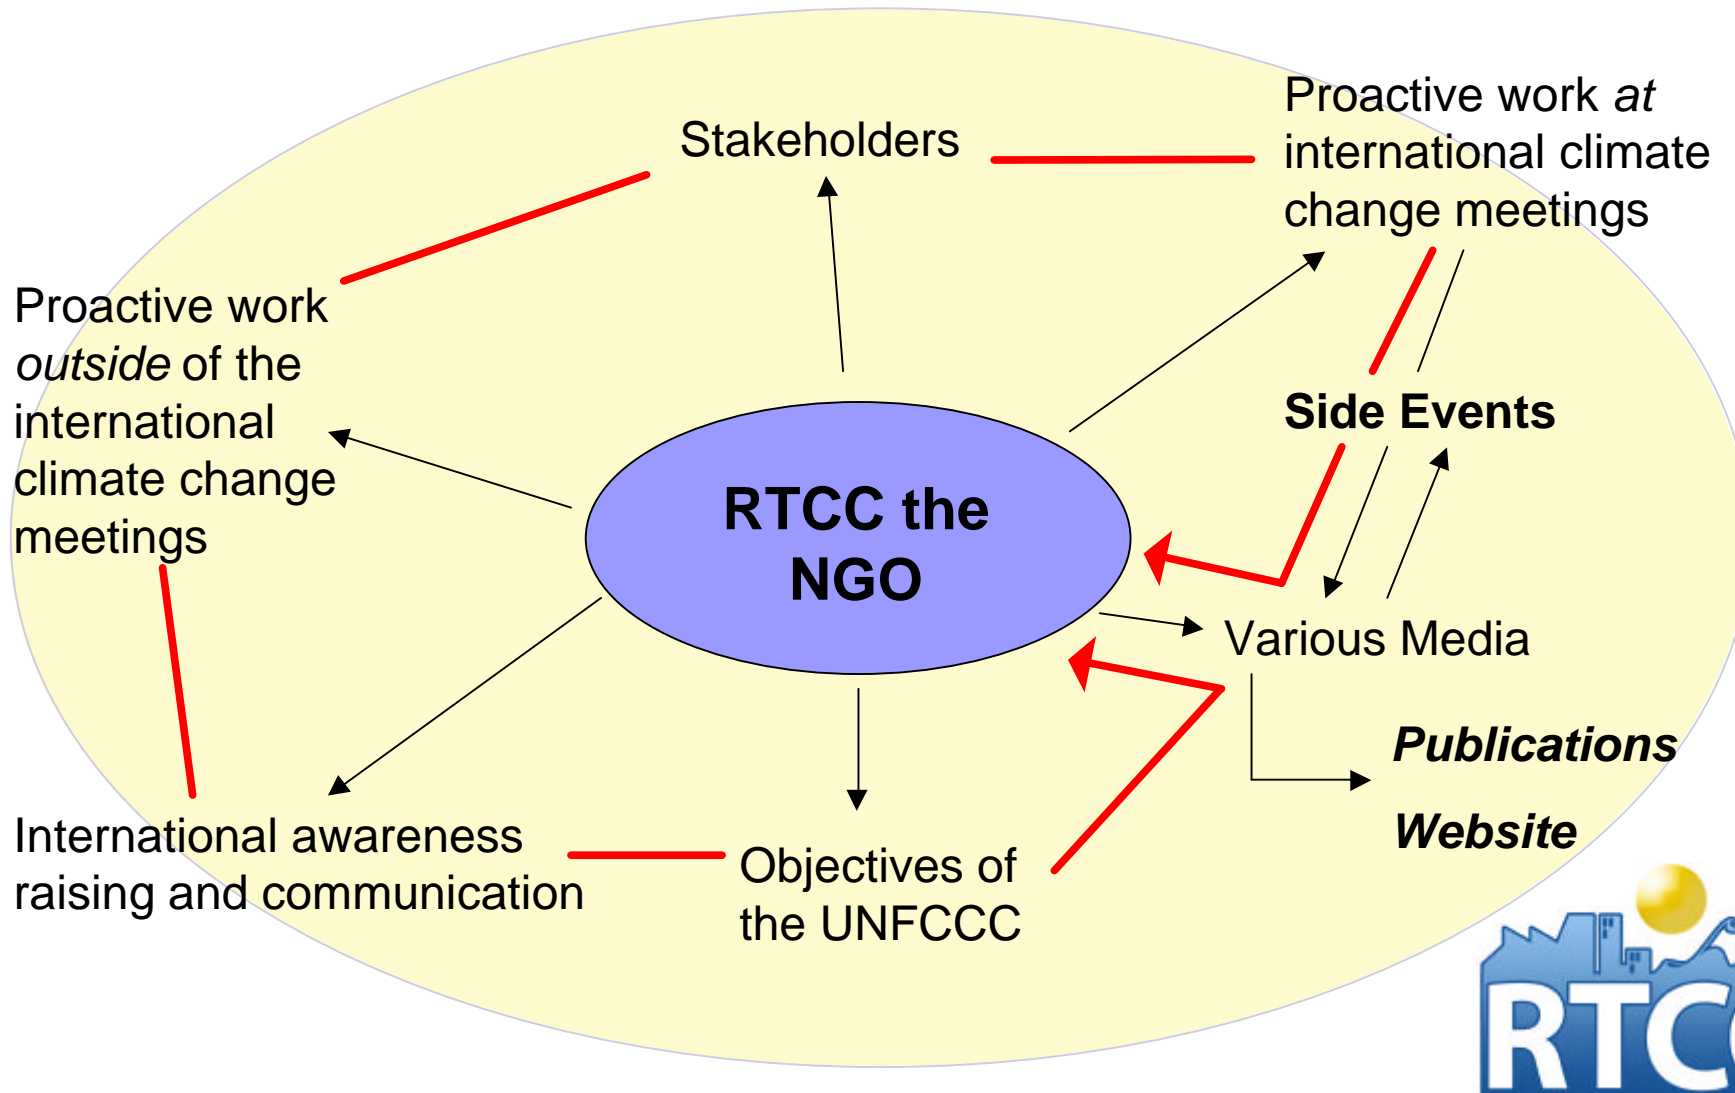 Stakeholders
Proactive work at
international climate
change meetings
Proactive work
outside of the
international
climate change
meetings
Side Events
RTCC the
NGO
Various Media
Publications
Website
International awareness
raising and communication
Objectives of
the UNFCCC
RTCC